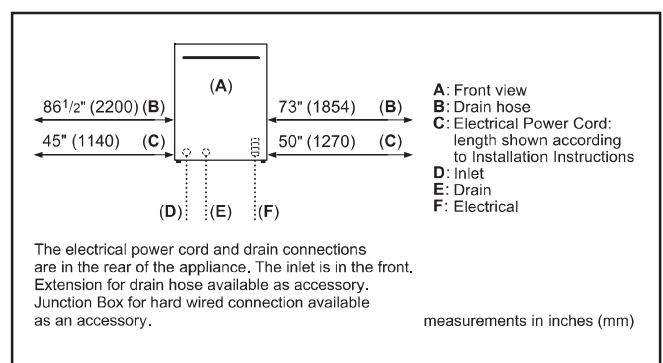 (A)
86 1/2" (2200) (B)
73" (1854) (B)
45" (1140) (C)
50" (1270) (C)
(D) (E) (F)
A: Front view
B: Drain hose
C: Electrical Power Cord:
length shown according
to Installation Instructions
D: Inlet
E: Drain
F: Electrical
The electrical power cord and drain connections
are in the rear of the appliance. The inlet is in the front.
Extension for drain hose available as accessory.
Junction Box for hard wired connection available
as an accessory.
measurements in inches (mm)